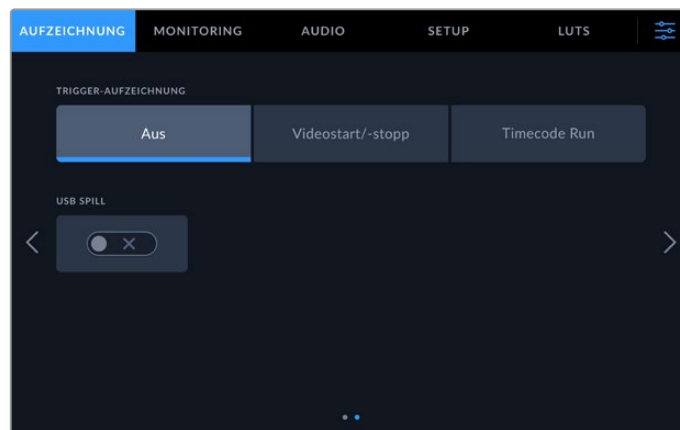 AUFZEICHNUNG MONITORING AUDIO SETUP LUTS
TRIGGER-AUFZEICHNUNG
Aus Videostart/-stopp Timecode Run
USB SPILL